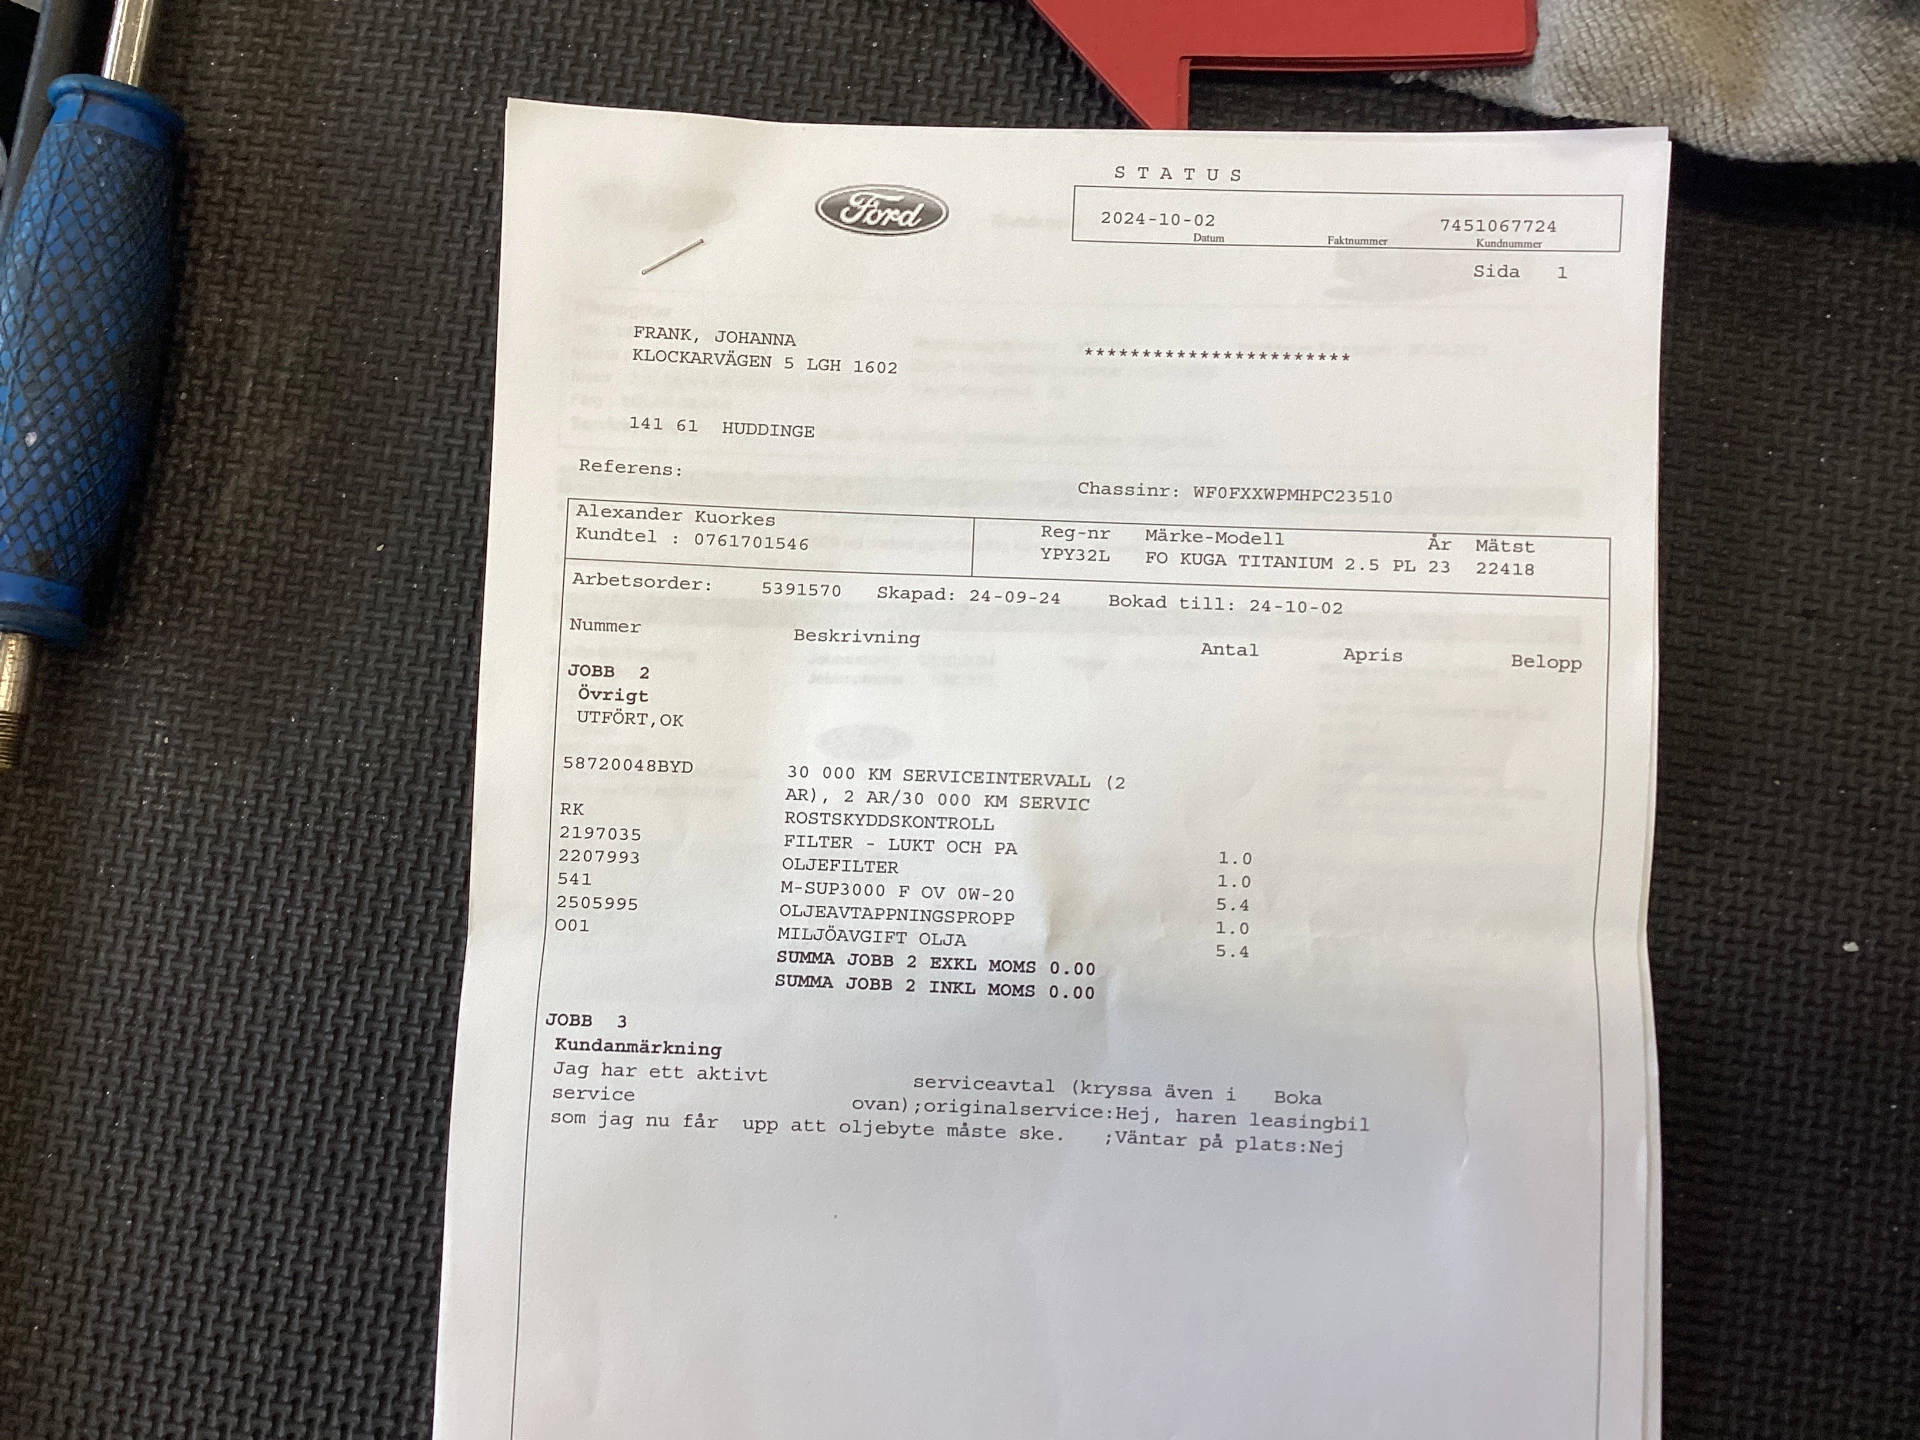 STATUS
Ford
2024-10-02 7451067724
Datum Faktnummer Kundnummer
Sida 1
FRANK, JOHANNA
KLOCKARVÄGEN 5 LGH 1602
***********************
141 61 HUDDINGE
Referens:
Chassinr: WF0FXXWPMHPC23510
Alexander Kuorkes
Kundtel : 0761701546
Reg-nr Märke-Modell År Mätst
YPY32L FO KUGA TITANIUM 2.5 PL 23 22418
Arbetsorder: 5391570 Skapad: 24-09-24 Bokad till: 24-10-02
Nummer Beskrivning Antal Apris Belopp
JOBB 2
Övrigt
UTFÖRT,OK
58720048BYD 30 000 KM SERVICEINTERVALL (2
AR), 2 AR/30 000 KM SERVIC
RK ROSTSKYDDSKONTROLL
2197035 FILTER - LUKT OCH PA 1.0
2207993 OLJEFILTER 1.0
541 M-SUP3000 F OV 0W-20 5.4
2505995 OLJEAVTAPPNINGSPROPP 1.0
O01 MILJÖAVGIFT OLJA 5.4
SUMMA JOBB 2 EXKL MOMS 0.00
SUMMA JOBB 2 INKL MOMS 0.00
JOBB 3
Kundanmärkning
Jag har ett aktivt serviceavtal (kryssa även i Boka
service ovan);originalservice:Hej, haren leasingbil
som jag nu får upp att oljebyte måste ske. ;Väntar på plats:Nej